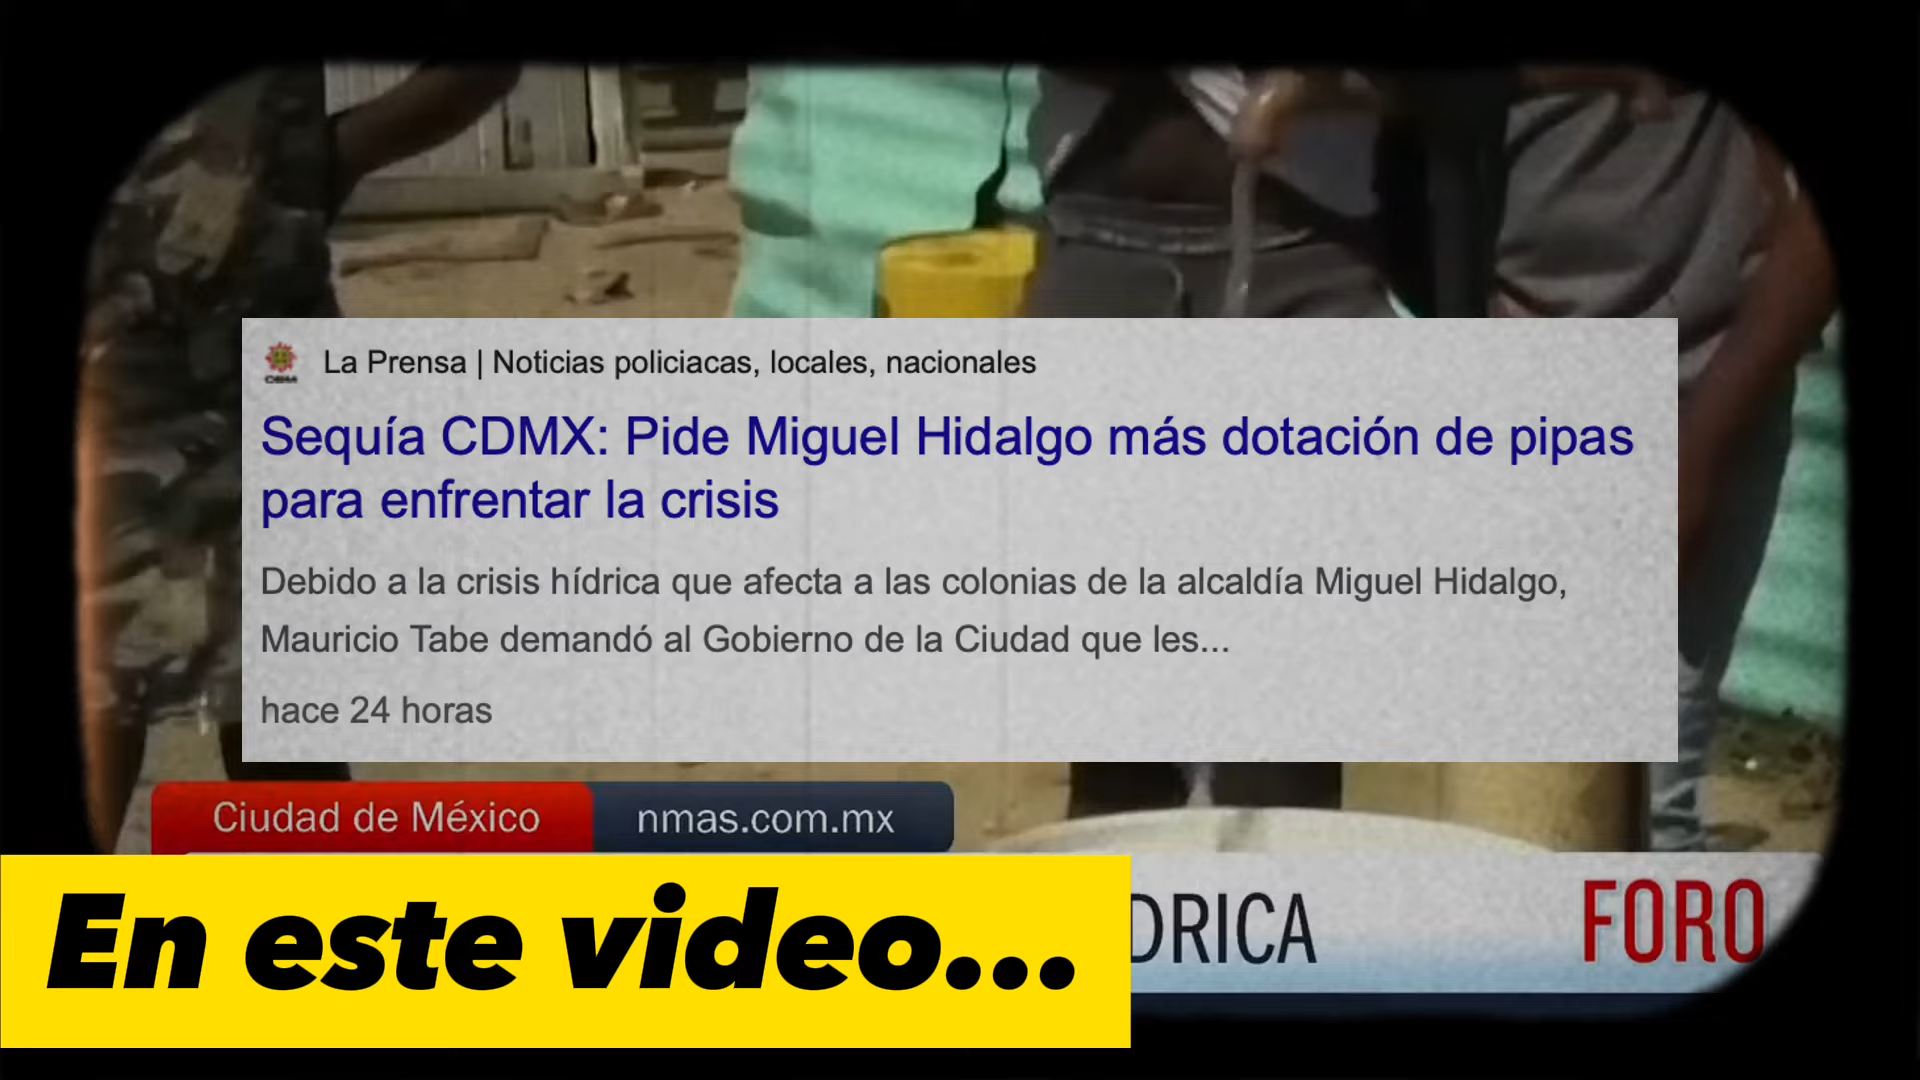 La Prensa | Noticias policiacas, locales, nacionales
Sequía CDMX: Pide Miguel Hidalgo más dotación de pipas
para enfrentar la crisis
Debido a la crisis hídrica que afecta a las colonias de la alcaldía Miguel Hidalgo,
Mauricio Tabe demandó al Gobierno de la Ciudad que les...
hace 24 horas
Ciudad de México nmas.com.mx
DRICA FORO
En este video...